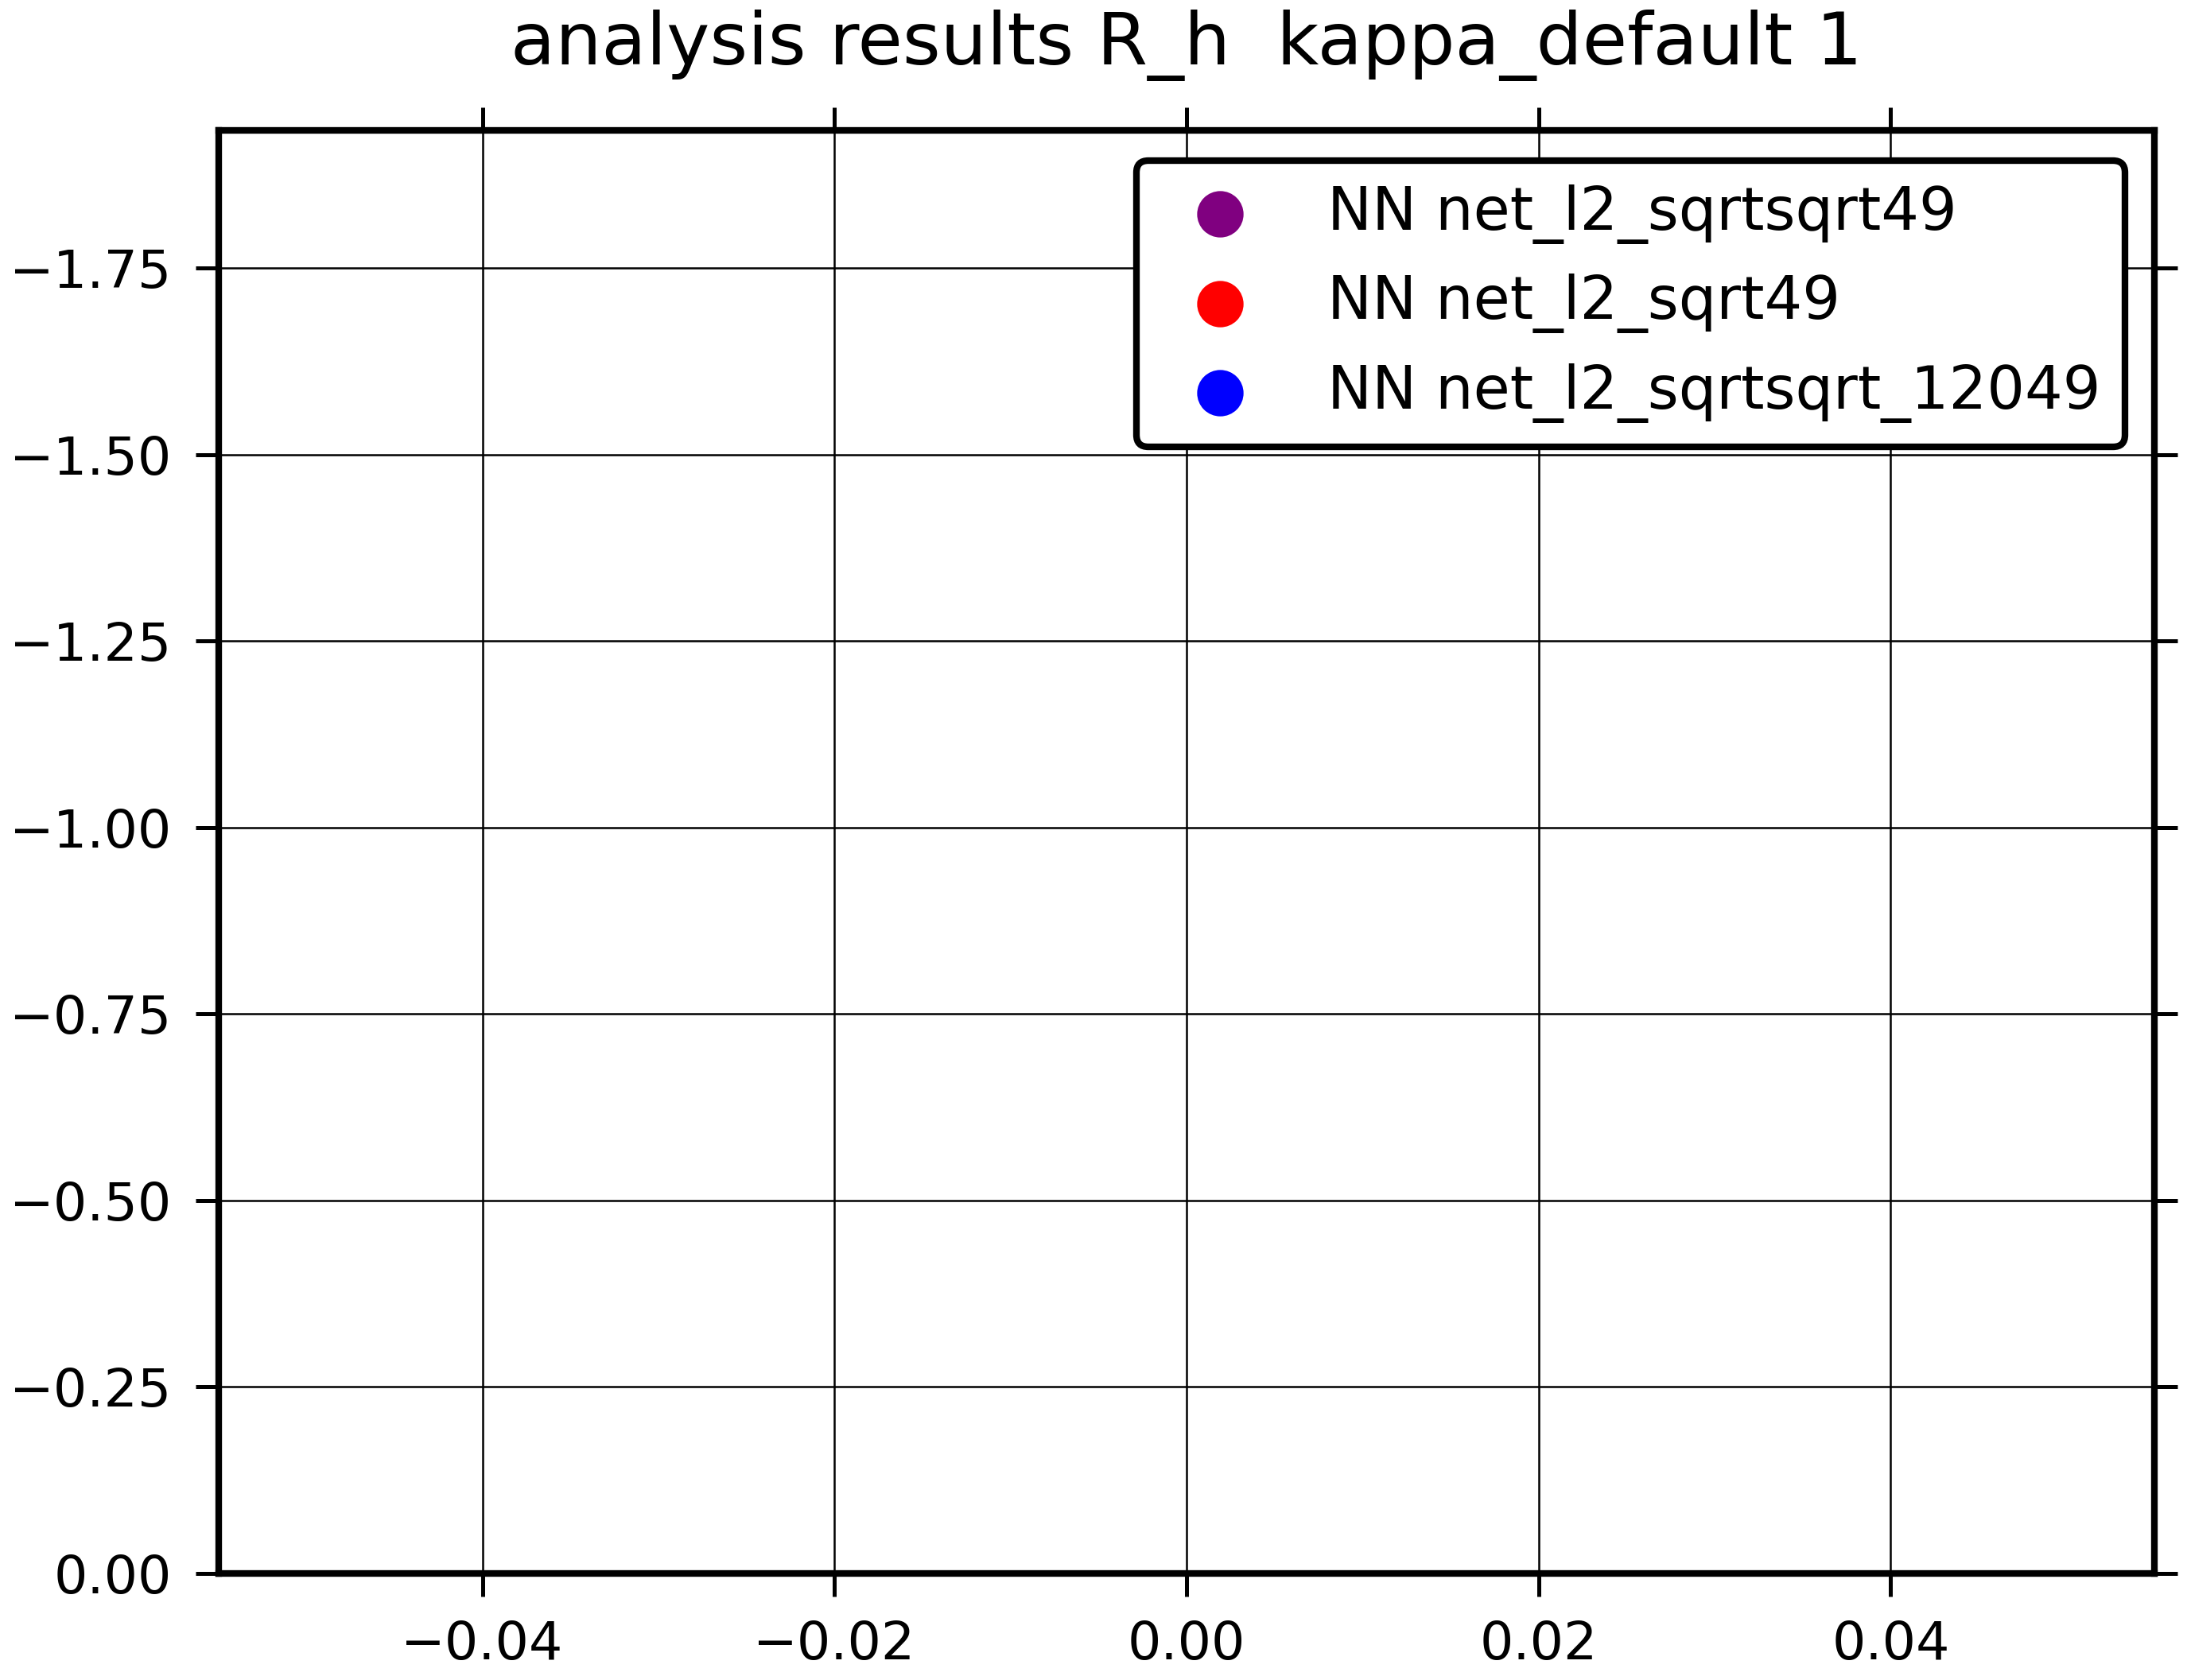 analysis results R_h  kappa_default 1
NN net_l2_sqrtsqrt49
NN net_l2_sqrt49
NN net_l2_sqrtsqrt_12049
−1.75
−1.50
−1.25
−1.00
−0.75
−0.50
−0.25
0.00
−0.04 −0.02 0.00 0.02 0.04